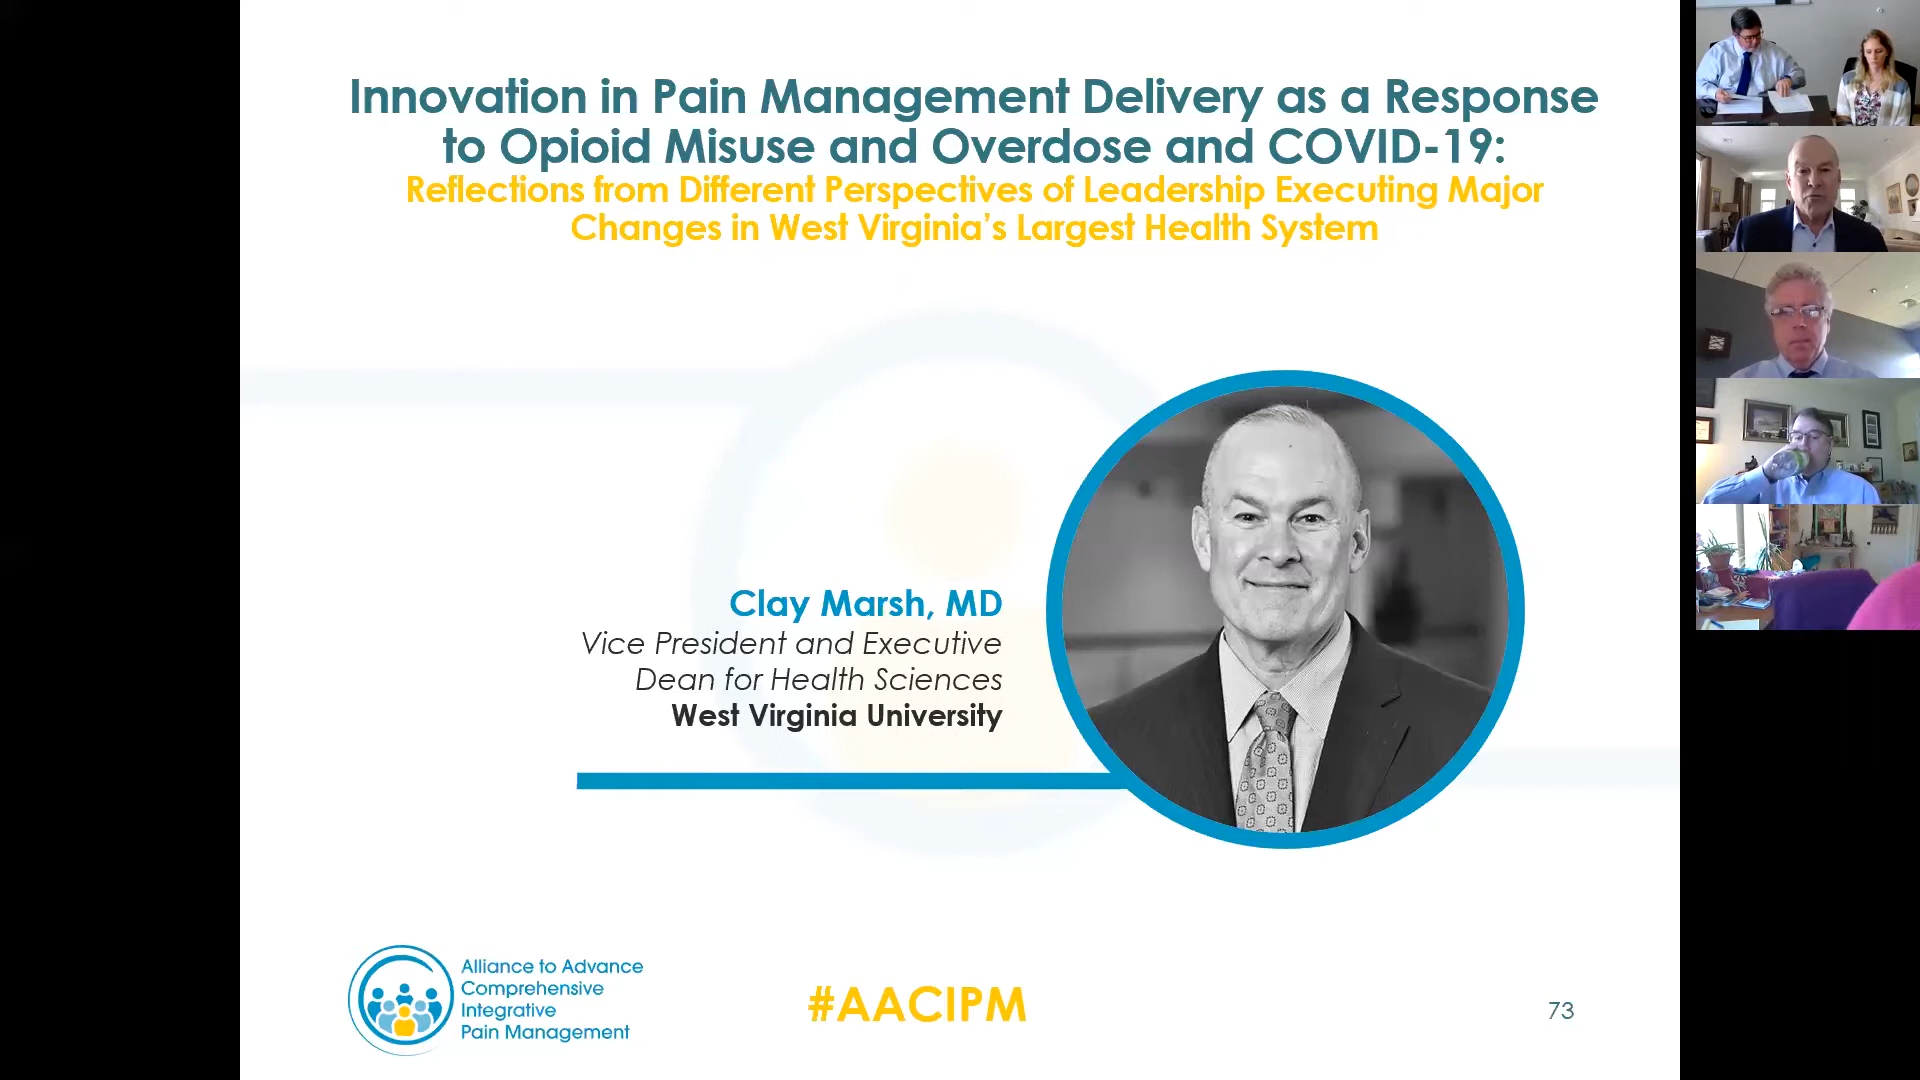 Innovation in Pain Management Delivery as a Response
to Opioid Misuse and Overdose and COVID-19:
Reflections from Different Perspectives of Leadership Executing Major
Changes in West Virginia’s Largest Health System
Clay Marsh, MD
Vice President and Executive
Dean for Health Sciences
West Virginia University
Alliance to Advance
Comprehensive
Integrative
Pain Management
#AACIPM
73